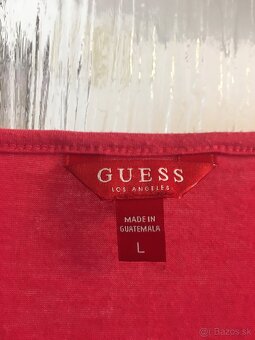 GUESS
LOS ANGELES
MADE IN
GUATEMALA
L
© Bazos.sk